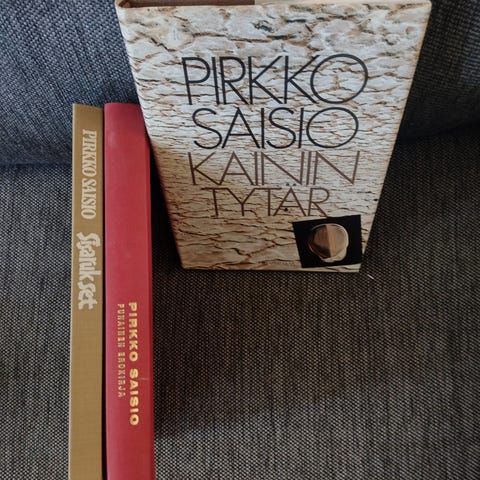 PIRKKO
SAISIO
KAININ
TYTÄR
PIRKKO SAISIO
Sisarukset
PIRKKO SAISIO
PUNAINEN EROKIRJA